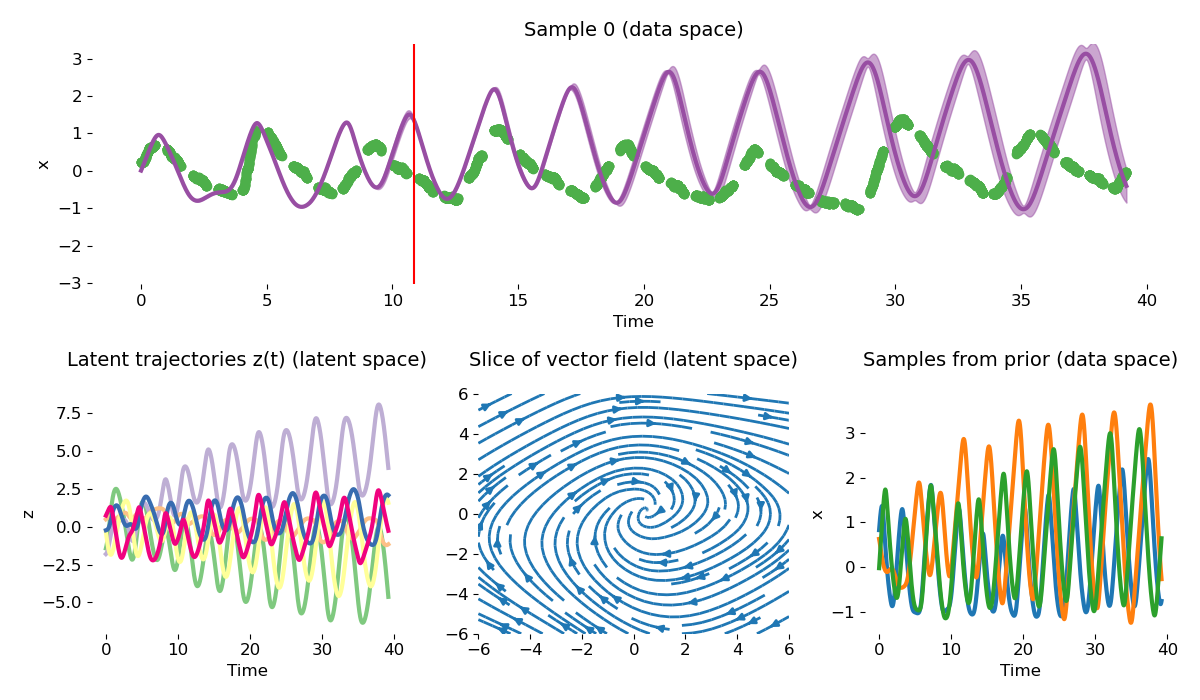 Sample 0 (data space)
3
2
1
0
−1
−2
−3
x
0 5 10 15 20 25 30 35 40
Time
Latent trajectories z(t) (latent space)
7.5
5.0
2.5
0.0
−2.5
−5.0
z
0 10 20 30 40
Time
Slice of vector field (latent space)
6
4
2
0
−2
−4
−6
−6 −4 −2 0 2 4 6
Samples from prior (data space)
3
2
1
0
−1
x
0 10 20 30 40
Time